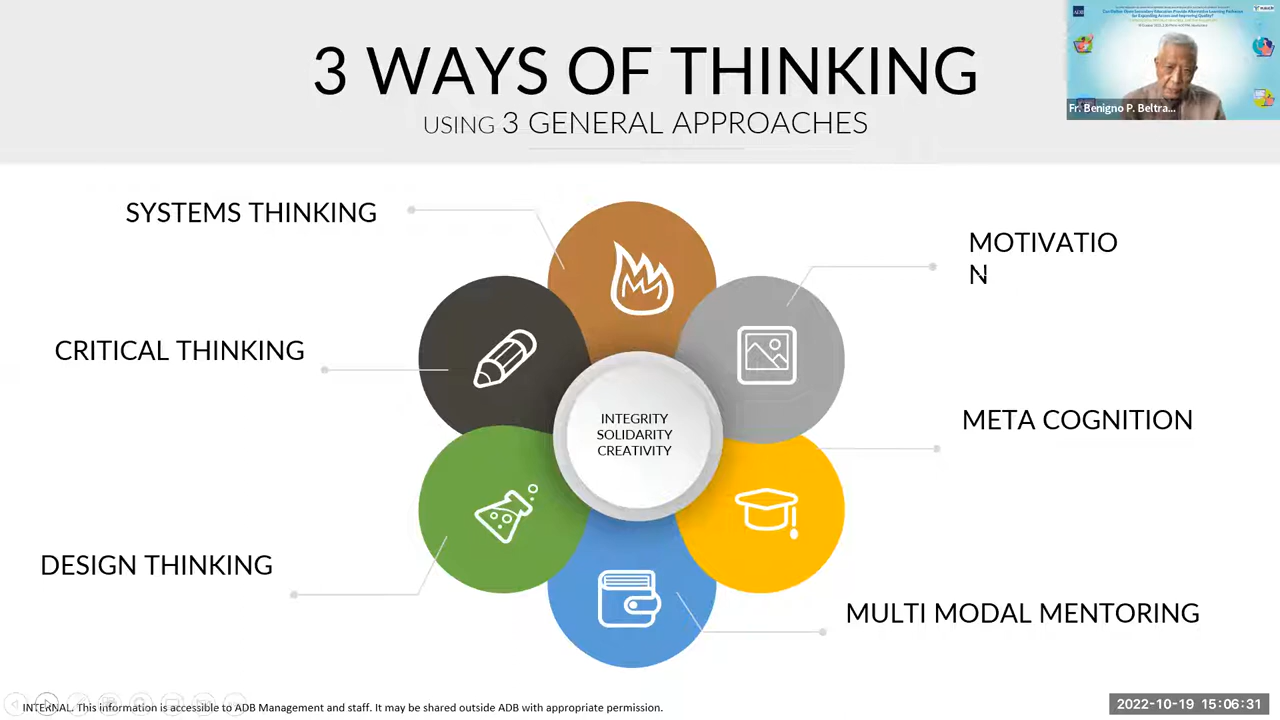 3 WAYS OF THINKING
USING 3 GENERAL APPROACHES
ADB
Fr. Benigno P. Beltra...
SYSTEMS THINKING
MOTIVATIO
N
CRITICAL THINKING
META COGNITION
INTEGRITY
SOLIDARITY
CREATIVITY
DESIGN THINKING
MULTI MODAL MENTORING
INTERNAL. This information is accessible to ADB Management and staff. It may be shared outside ADB with appropriate permission.
2022-10-19 15:06:31